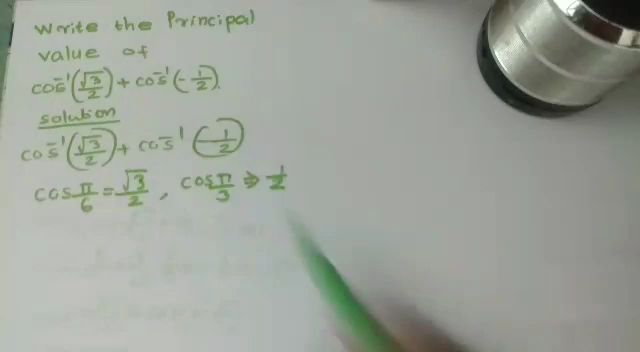 Write the Principal
value of
cos⁻¹(√3/2) + cos⁻¹(-1/2).
solution
cos⁻¹(√3/2) + cos⁻¹(-1/2)
cos π/6 = √3/2 , cos π/3 ⇒ 1/2